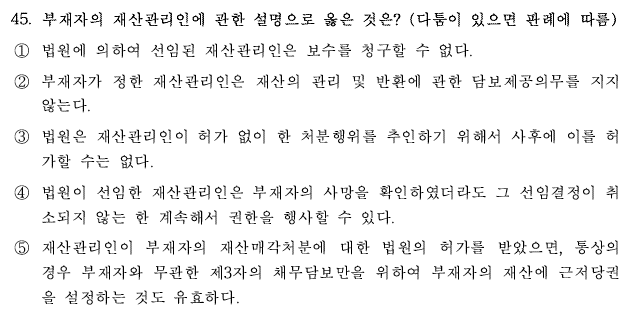 45. 부재자의 재산관리인에 관한 설명으로 옳은 것은? (다툼이 있으면 판례에 따름)
① 법원에 의하여 선임된 재산관리인은 보수를 청구할 수 없다.
② 부재자가 정한 재산관리인은 재산의 관리 및 반환에 관한 담보제공의무를 지지
않는다.
③ 법원은 재산관리인이 허가 없이 한 처분행위를 추인하기 위해서 사후에 이를 허
가할 수는 없다.
④ 법원이 선임한 재산관리인은 부재자의 사망을 확인하였더라도 그 선임결정이 취
소되지 않는 한 계속해서 권한을 행사할 수 있다.
⑤ 재산관리인이 부재자의 재산매각처분에 대한 법원의 허가를 받았으면, 통상의
경우 부재자와 무관한 제3자의 채무담보만을 위하여 부재자의 재산에 근저당권
을 설정하는 것도 유효하다.